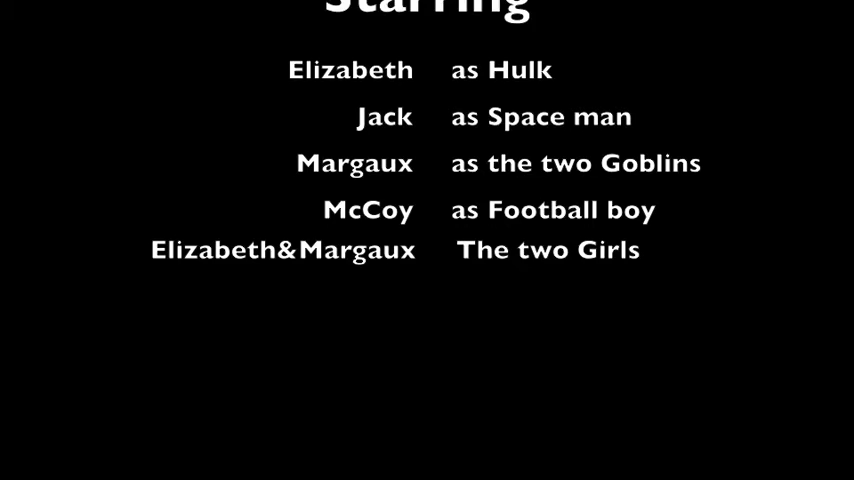 Starring
Elizabeth as Hulk
Jack as Space man
Margaux as the two Goblins
McCoy as Football boy
Elizabeth&Margaux The two Girls